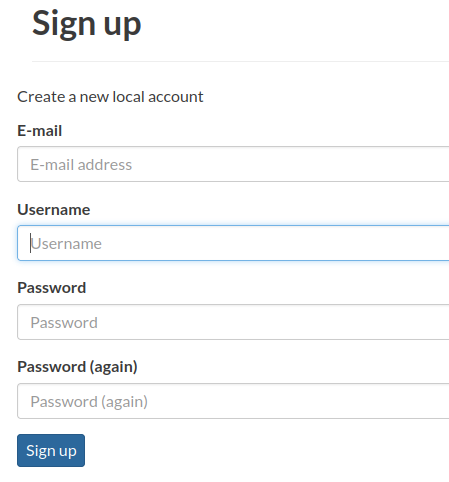 Sign up
Create a new local account
E-mail
E-mail address
Username
Username
Password
Password
Password (again)
Password (again)
Sign up